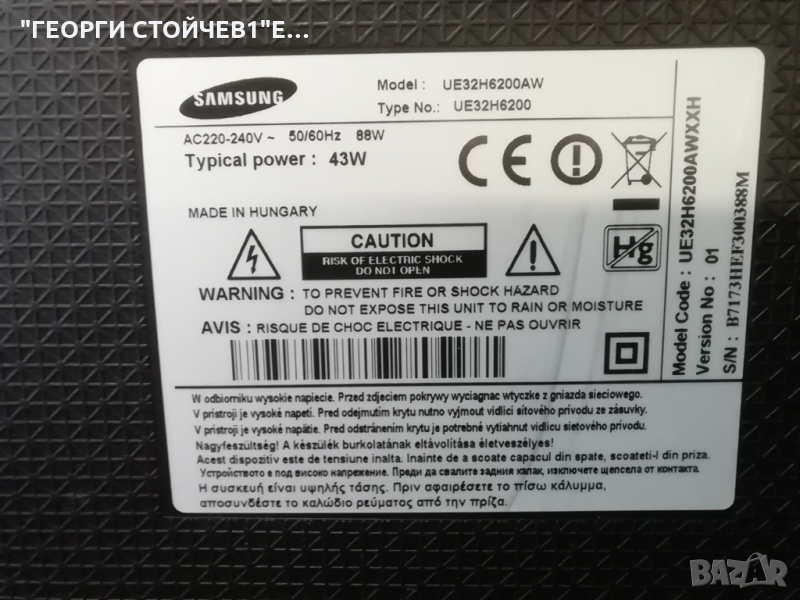 "ГЕОРГИ СТОЙЧЕВ1"Е...
SAMSUNG
Model : UE32H6200AW
Type No.: UE32H6200
AC220-240V ~ 50/60Hz 88W
Typical power : 43W
MADE IN HUNGARY
CAUTION
RISK OF ELECTRIC SHOCK
DO NOT OPEN
Hg
WARNING : TO PREVENT FIRE OR SHOCK HAZARD
DO NOT EXPOSE THIS UNIT TO RAIN OR MOISTURE
AVIS : RISQUE DE CHOC ELECTRIQUE - NE PAS OUVRIR
Model Code : UE32H6200AWXXH
Version No : 01
S/N : B7173HEF300388M
W odbiorniku wysokie napiecie. Przed zdjeciem pokrywy wyciagnac wtyczke z gniazda sieciowego.
V pristroji je vysoké napetí. Pred odejmutím krytu nutno vyjmout vidlici sítového prívodu ze zásuvky.
V prístroji je vysoké napätie. Pred odstránením krytu je potrebné vytiahnut vidlicu sietového prívodu.
Nagyfeszültség! A készülék burkolatának eltávolítása életveszélyes!
Acest dispozitiv este de tensiune inalta. Inainte de a scoate capacul din spate, scoateti-l din priza.
Устройството е под високо напрежение. Преди да свалите задния капак, изключете щепсела от контакта.
Η συσκευή είναι υψηλής τάσης. Πριν αφαιρέσετε το πίσω κάλυμμα,
αποσυνδέστε το καλώδιο ρεύματος από την πρίζα.
BAZAR